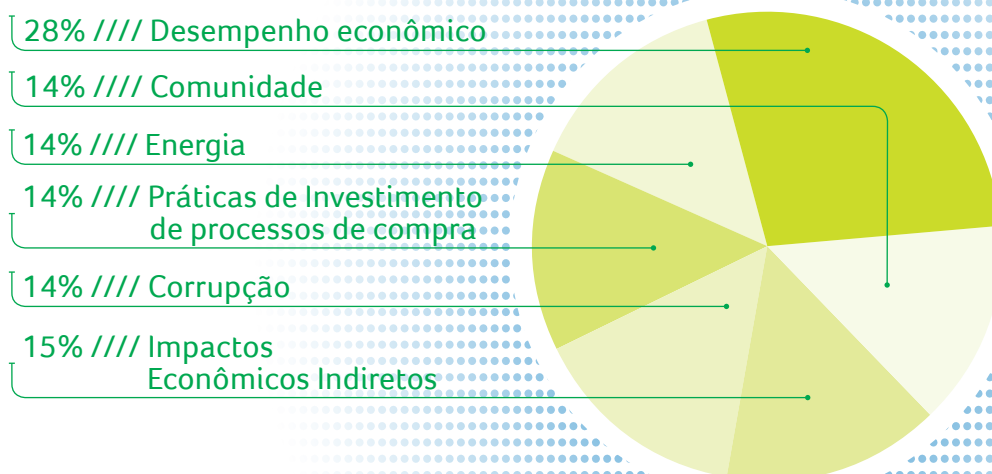 28% //// Desempenho econômico
14% //// Comunidade
14% //// Energia
14% //// Práticas de Investimento
de processos de compra
14% //// Corrupção
15% //// Impactos
Econômicos Indiretos